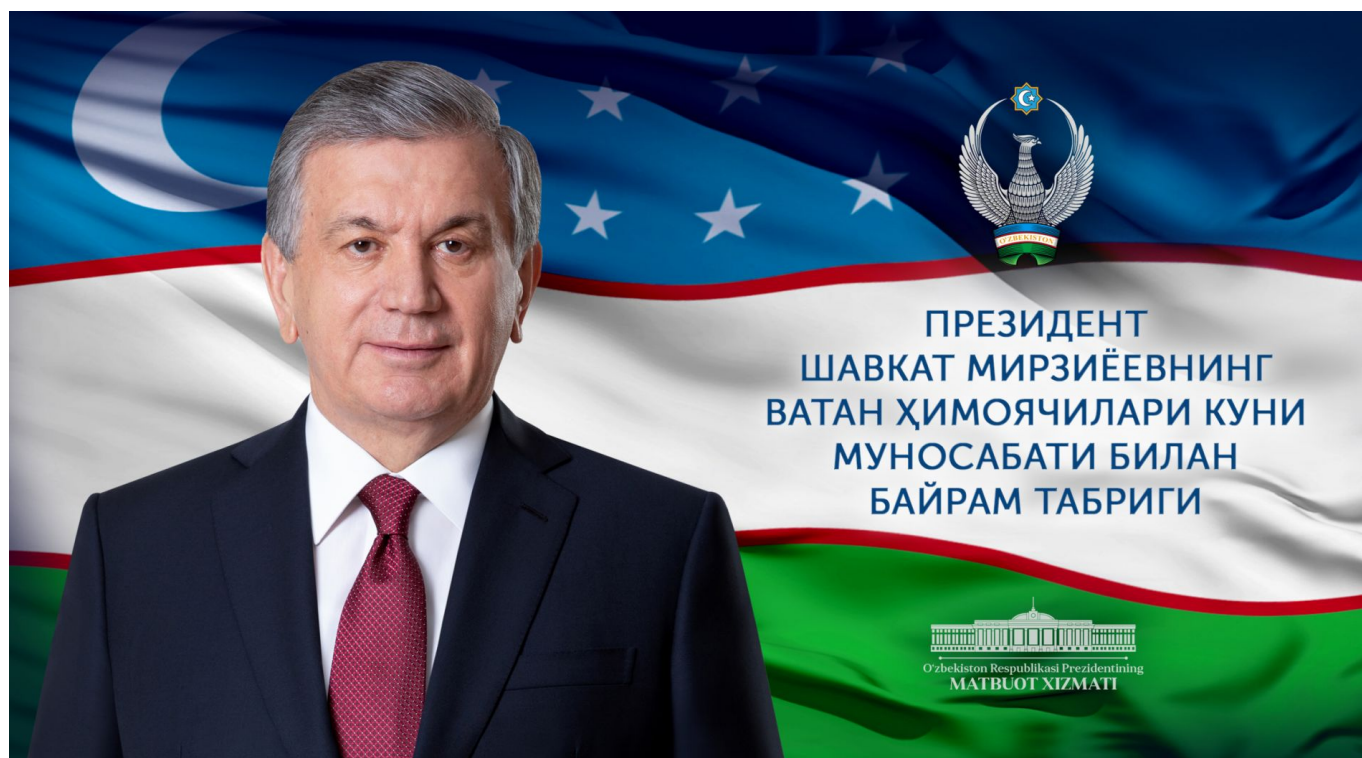 O'ZBEKISTON
ПРЕЗИДЕНТ
ШАВКАТ МИРЗИЁЕВНИНГ
ВАТАН ҲИМОЯЧИЛАРИ КУНИ
МУНОСАБАТИ БИЛАН
БАЙРАМ ТАБРИГИ
O'zbekiston Respublikasi Prezidentining
MATBUOT XIZMATI